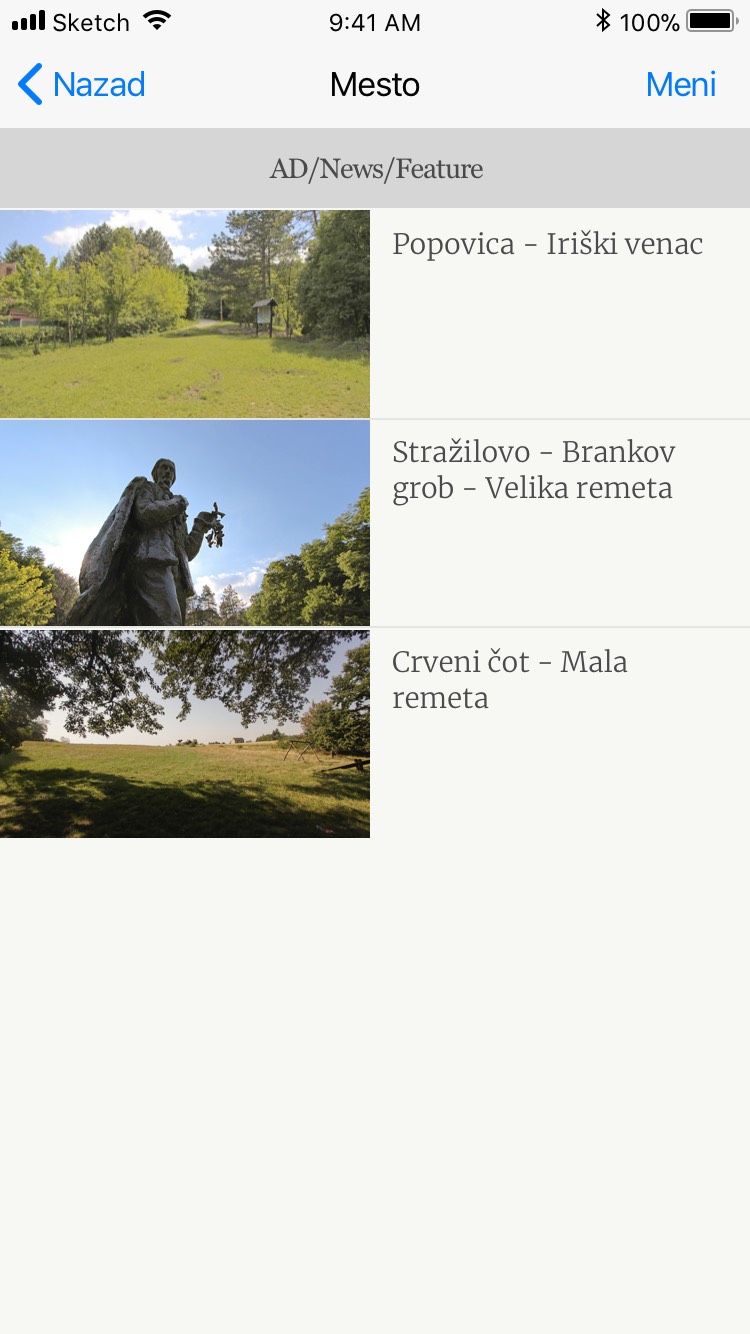 Sketch 9:41 AM 100%
Nazad Mesto Meni
AD/News/Feature
Popovica - Iriški venac
Stražilovo - Brankov
grob - Velika remeta
Crveni čot - Mala
remeta